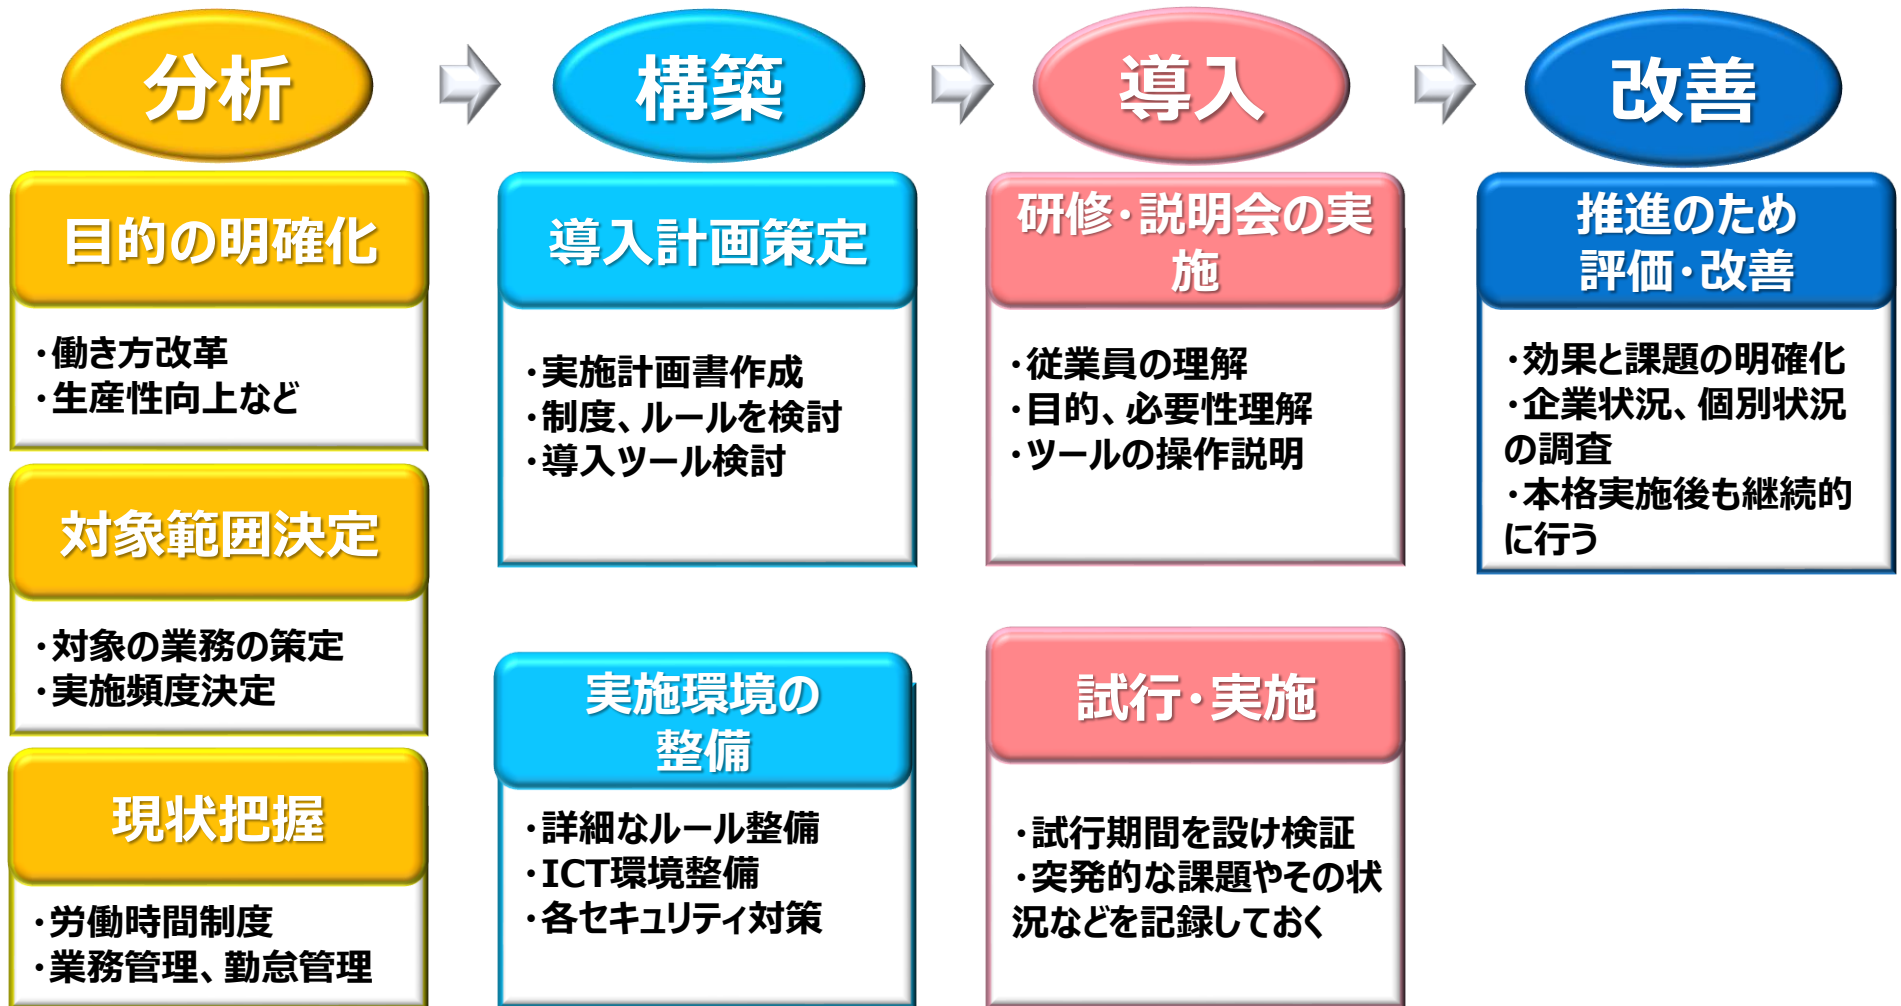 分析
構築
導入
改善
目的の明確化
・働き方改革
・生産性向上など
対象範囲決定
・対象の業務の策定
・実施頻度決定
現状把握
・労働時間制度
・業務管理、勤怠管理
導入計画策定
・実施計画書作成
・制度、ルールを検討
・導入ツール検討
実施環境の
整備
・詳細なルール整備
・ICT環境整備
・各セキュリティ対策
研修・説明会の実
施
・従業員の理解
・目的、必要性理解
・ツールの操作説明
試行・実施
・試行期間を設け検証
・突発的な課題やその状
況などを記録しておく
推進のため
評価・改善
・効果と課題の明確化
・企業状況、個別状況
の調査
・本格実施後も継続的
に行う